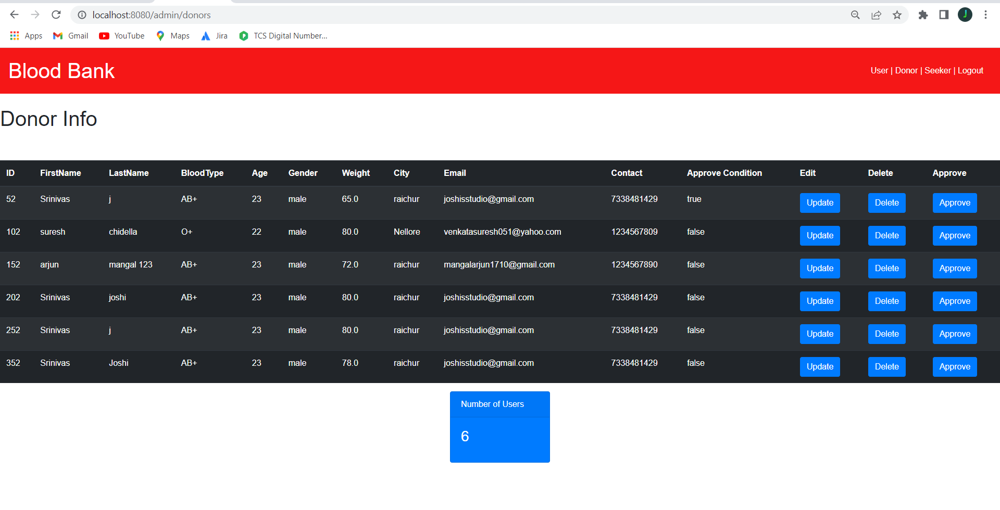 localhost:8080/admin/donors
J
Apps Gmail YouTube Maps Jira TCS Digital Number...
Blood Bank
User | Donor | Seeker | Logout
Donor Info
ID FirstName LastName BloodType Age Gender Weight City Email Contact Approve Condition Edit Delete Approve
52 Srinivas j AB+ 23 male 65.0 raichur joshisstudio@gmail.com 7338481429 true Update Delete Approve
102 suresh chidella O+ 22 male 80.0 Nellore venkatasuresh051@yahoo.com 1234567809 false Update Delete Approve
152 arjun mangal 123 AB+ 23 male 72.0 raichur mangalarjun1710@gmail.com 1234567890 false Update Delete Approve
202 Srinivas joshi AB+ 23 male 80.0 raichur joshisstudio@gmail.com 7338481429 false Update Delete Approve
252 Srinivas j AB+ 23 male 80.0 raichur joshisstudio@gmail.com 7338481429 false Update Delete Approve
352 Srinivas Joshi AB+ 23 male 78.0 raichur joshisstudio@gmail.com 7338481429 false Update Delete Approve
Number of Users
6